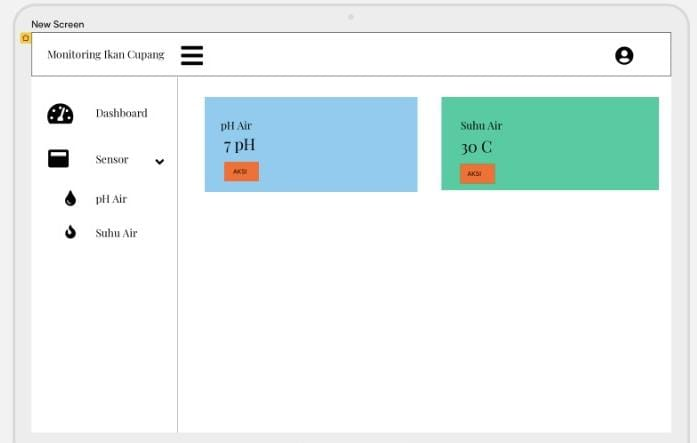 New Screen
Monitoring Ikan Cupang
Dashboard
Sensor
pH Air
Suhu Air
pH Air
7 pH
AKSI
Suhu Air
30 C
AKSI